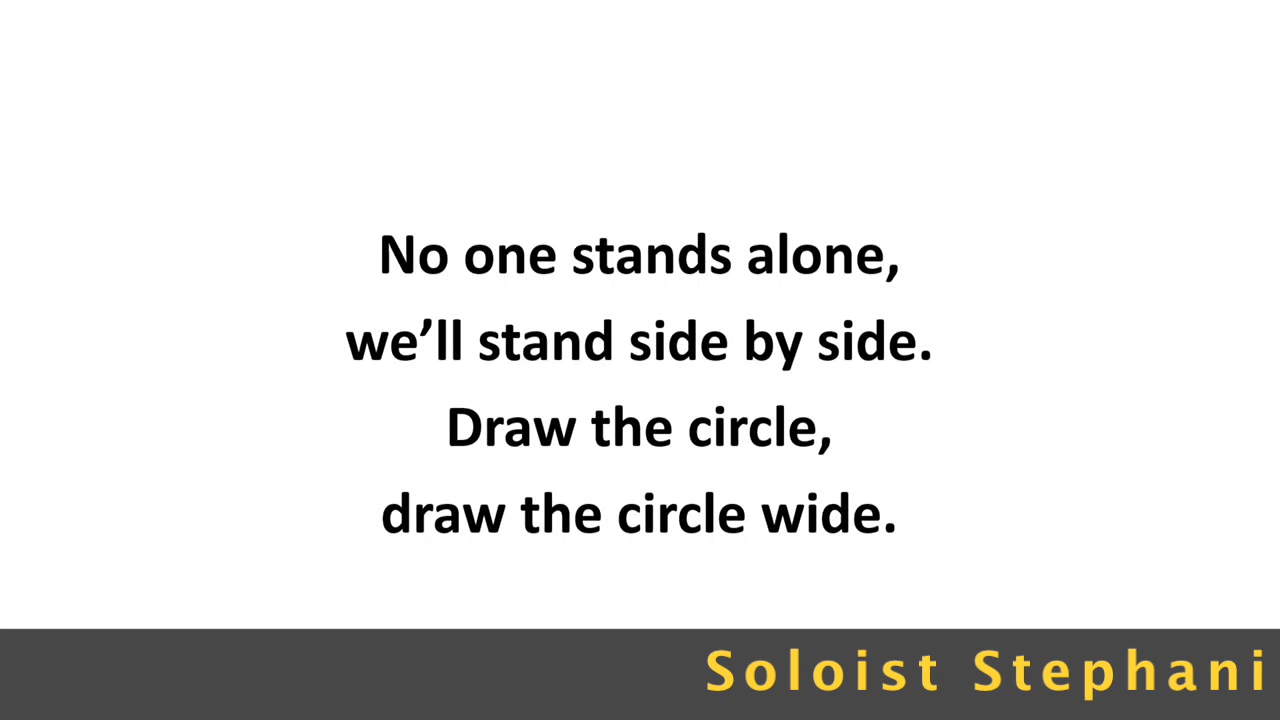 No one stands alone,
we’ll stand side by side.
Draw the circle,
draw the circle wide.
Soloist Stephani